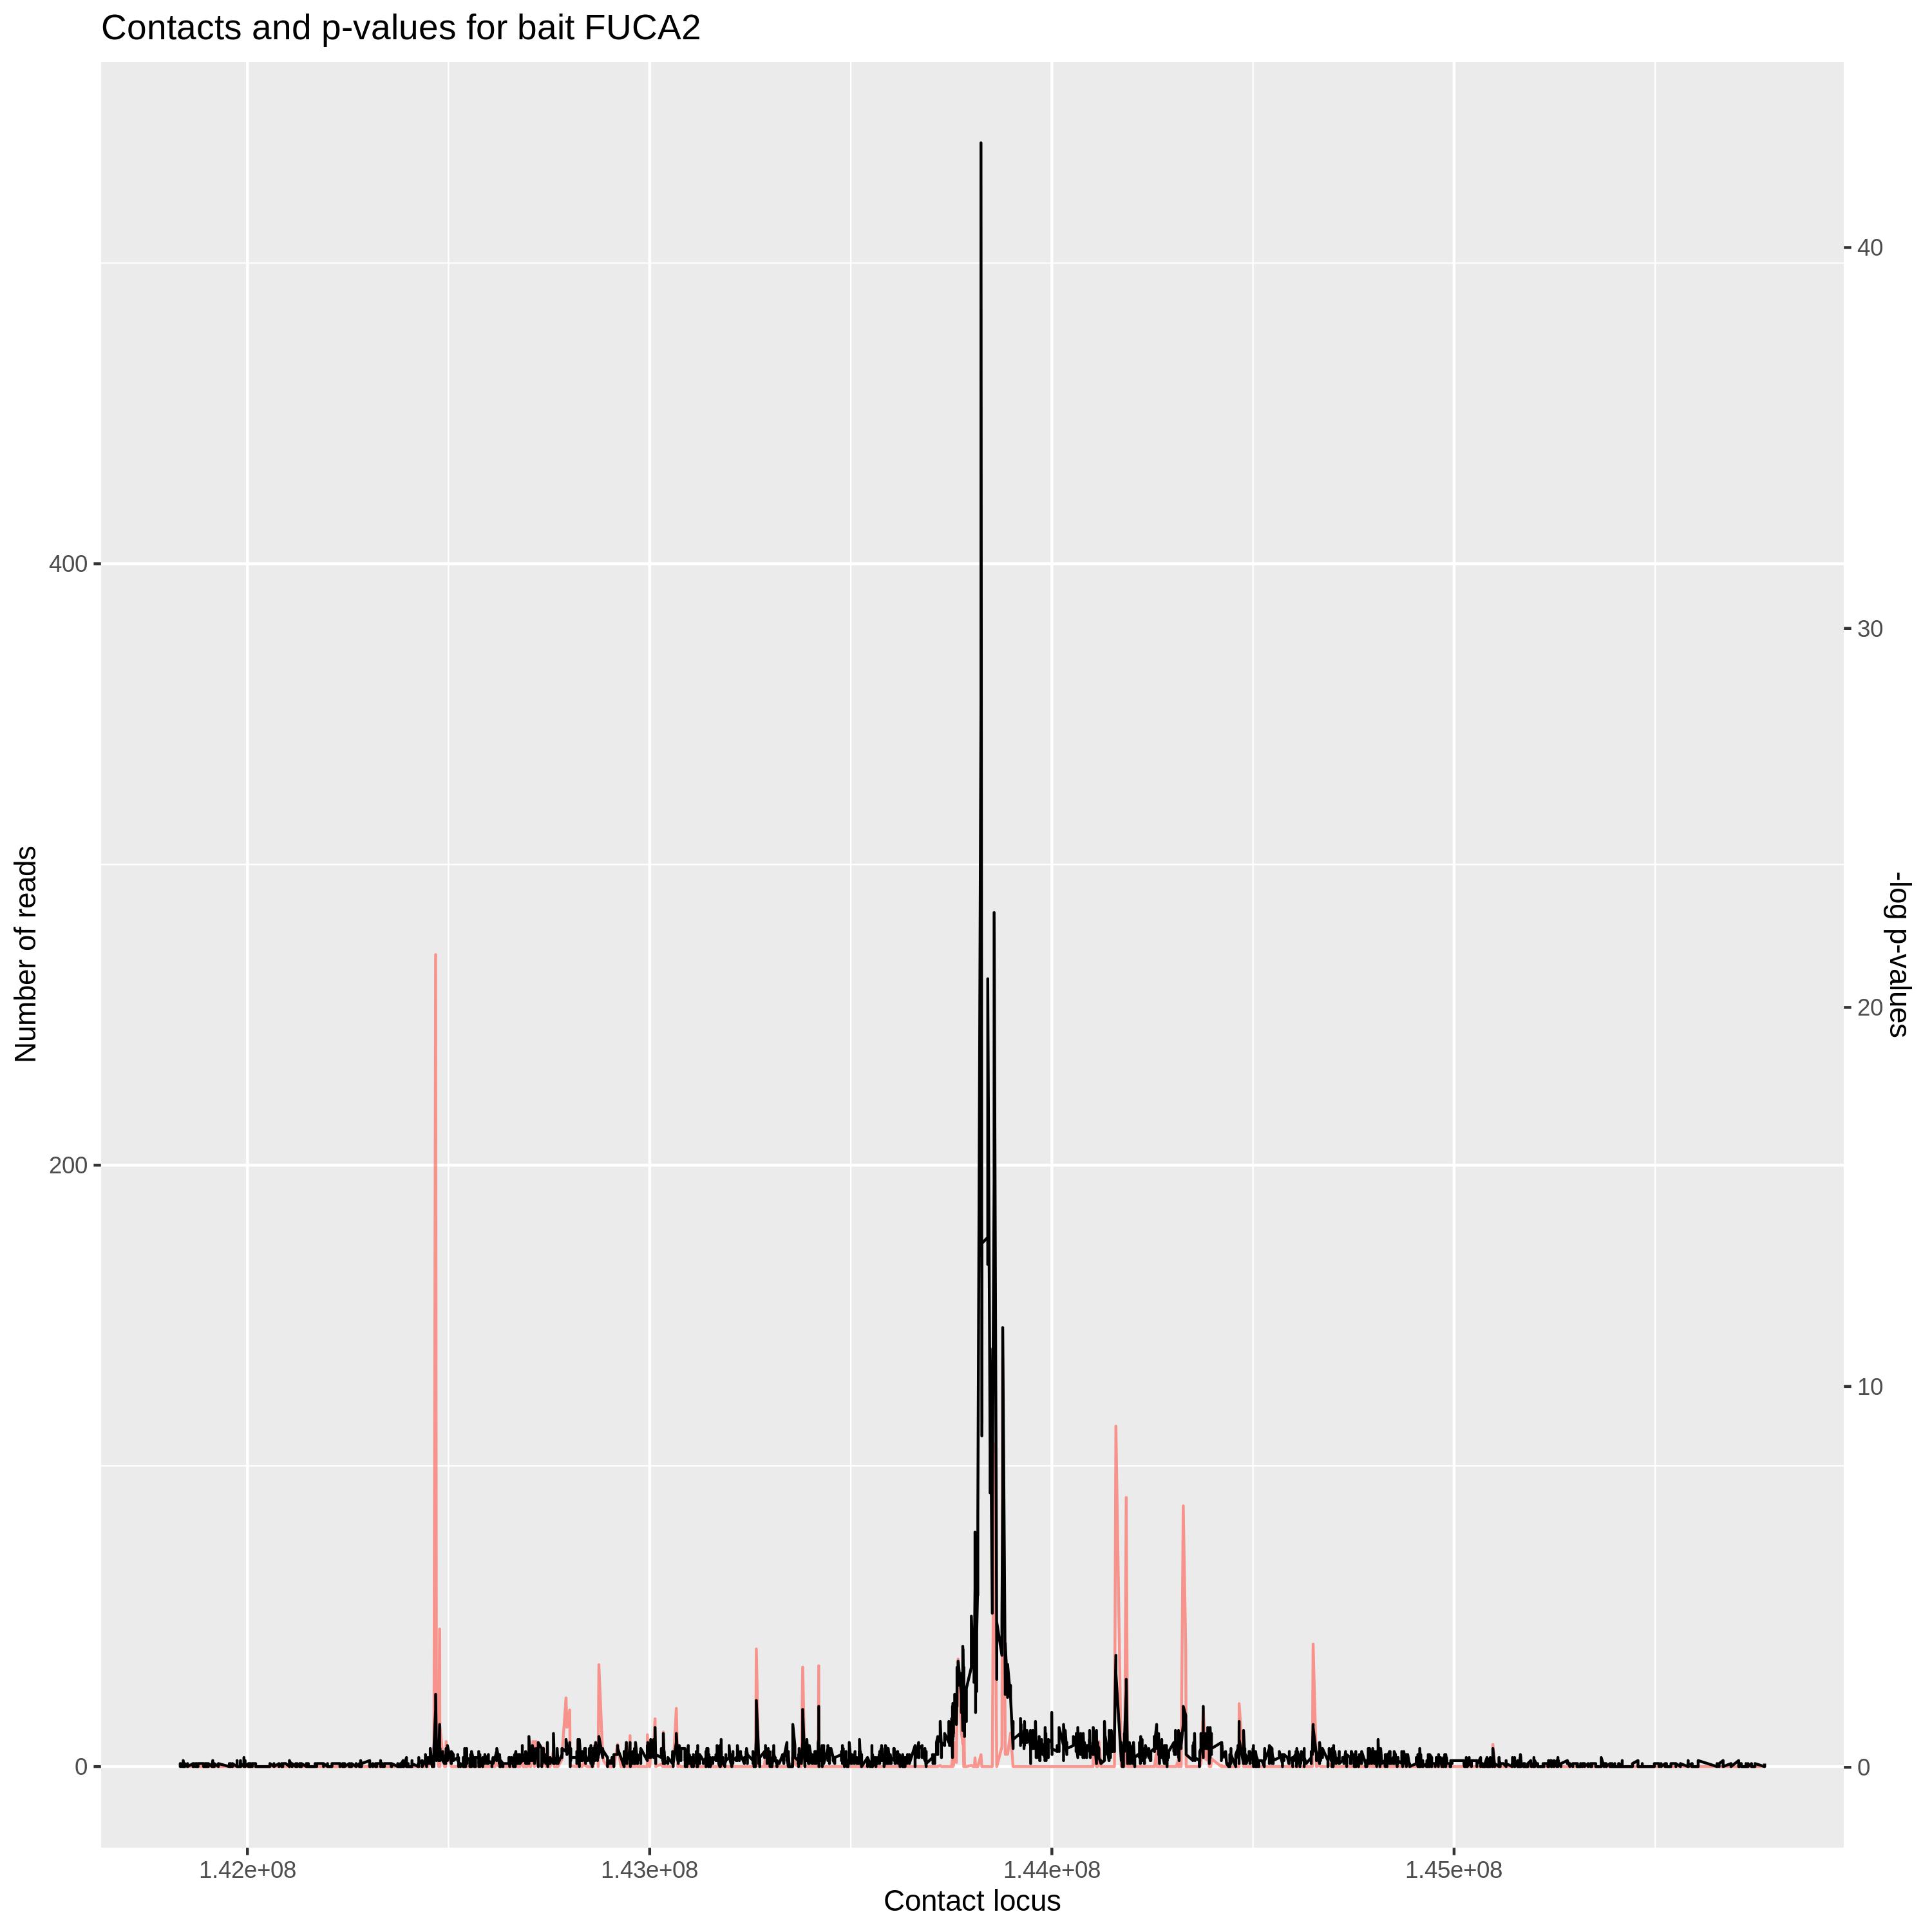 Contacts and p-values for bait FUCA2
Number of reads
400
200
0
40
30
20
10
0
-log p-values
1.42e+08
1.43e+08
1.44e+08
1.45e+08
Contact locus